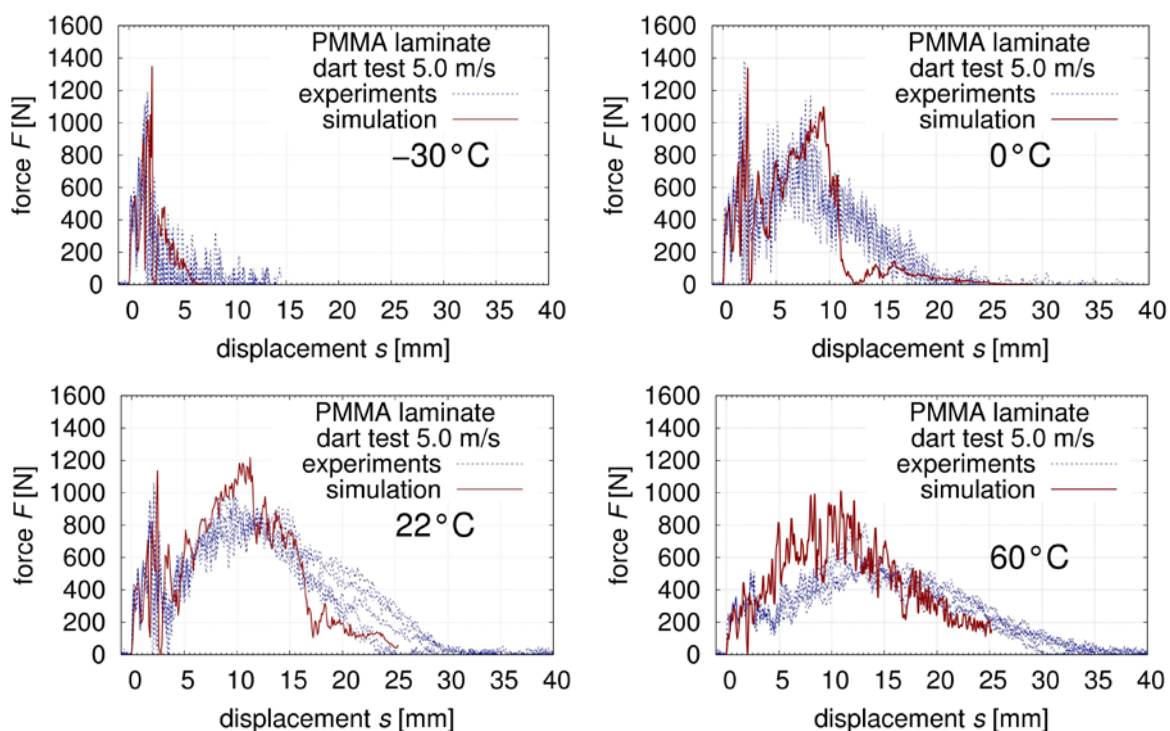 1600
1400
1200
1000
800
600
400
200
0
force F [N]
PMMA laminate
dart test 5.0 m/s
experiments
simulation
−30°C
0 5 10 15 20 25 30 35 40
displacement s [mm]
1600
1400
1200
1000
800
600
400
200
0
force F [N]
PMMA laminate
dart test 5.0 m/s
experiments
simulation
0°C
0 5 10 15 20 25 30 35 40
displacement s [mm]
1600
1400
1200
1000
800
600
400
200
0
force F [N]
PMMA laminate
dart test 5.0 m/s
experiments
simulation
22°C
0 5 10 15 20 25 30 35 40
displacement s [mm]
1600
1400
1200
1000
800
600
400
200
0
force F [N]
PMMA laminate
dart test 5.0 m/s
experiments
simulation
60°C
0 5 10 15 20 25 30 35 40
displacement s [mm]